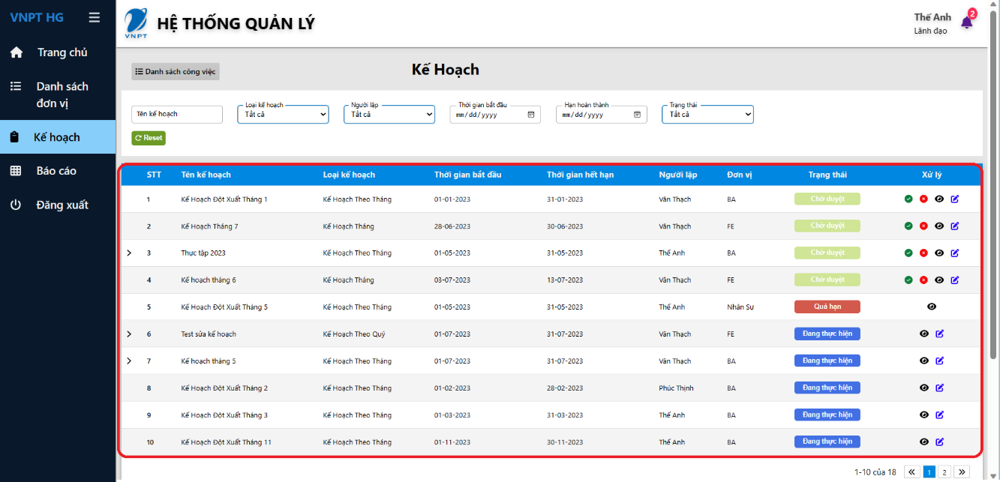 VNPT HG
Trang chủ
Danh sách
đơn vị
Kế hoạch
Báo cáo
Đăng xuất
VNPT
HỆ THỐNG QUẢN LÝ
Thế Anh
Lãnh đạo
2
Danh sách công việc
Kế Hoạch
Tên kế hoạch
Loại kế hoạch
Tất cả
Người lập
Tất cả
Thời gian bắt đầu
mm/dd/yyyy
Hạn hoàn thành
mm/dd/yyyy
Trạng thái
Tất cả
Reset
STT Tên kế hoạch Loại kế hoạch Thời gian bắt đầu Thời gian hết hạn Người lập Đơn vị Trạng thái Xử lý
1 Kế Hoạch Đột Xuất Tháng 1 Kế Hoạch Theo Tháng 01-01-2023 31-01-2023 Văn Thạch BA Chờ duyệt
2 Kế Hoạch Tháng 7 Kế Hoạch Tháng 28-06-2023 30-06-2023 Văn Thạch FE Chờ duyệt
3 Thực tập 2023 Kế Hoạch Theo Tháng 01-05-2023 31-05-2023 Thế Anh BA Chờ duyệt
4 Kế hoạch tháng 6 Kế Hoạch Tháng 03-07-2023 13-07-2023 Văn Thạch FE Chờ duyệt
5 Kế Hoạch Đột Xuất Tháng 5 Kế Hoạch Theo Tháng 01-05-2023 31-05-2023 Thế Anh Nhân Sự Quá hạn
6 Test sửa kế hoạch Kế Hoạch Theo Quý 01-07-2023 31-07-2023 Văn Thạch FE Đang thực hiện
7 Kế hoạch tháng 5 Kế Hoạch Theo Tháng 01-07-2023 31-07-2023 Văn Thạch BA Đang thực hiện
8 Kế Hoạch Đột Xuất Tháng 2 Kế Hoạch Theo Tháng 01-02-2023 28-02-2023 Phúc Thịnh BA Đang thực hiện
9 Kế Hoạch Đột Xuất Tháng 3 Kế Hoạch Theo Tháng 01-03-2023 31-03-2023 Thế Anh BA Đang thực hiện
10 Kế Hoạch Đột Xuất Tháng 11 Kế Hoạch Theo Tháng 01-11-2023 30-11-2023 Thế Anh BA Đang thực hiện
1-10 của 18 « 1 2 »